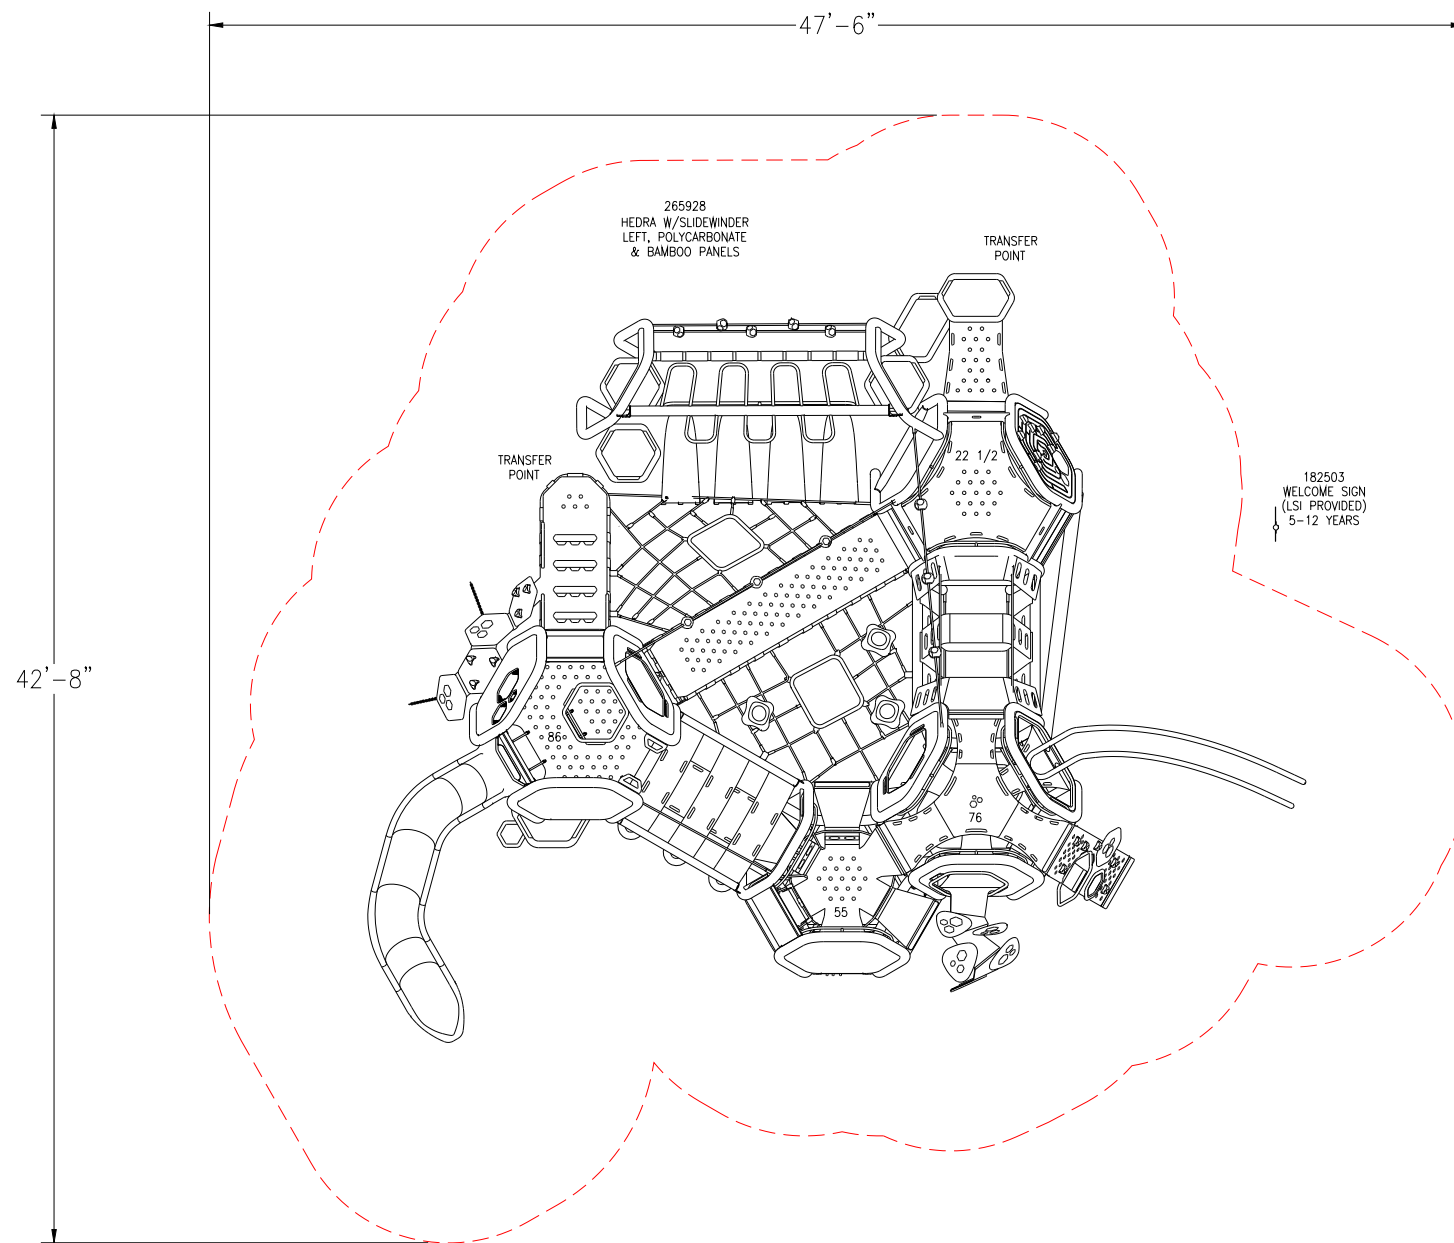 47'-6"
265928
HEDRA W/SLIDEWINDER
LEFT, POLYCARBONATE
& BAMBOO PANELS
TRANSFER
POINT
22 1/2
TRANSFER
POINT
182503
WELCOME SIGN
(LSI PROVIDED)
5-12 YEARS
42'-8"
86
76
55